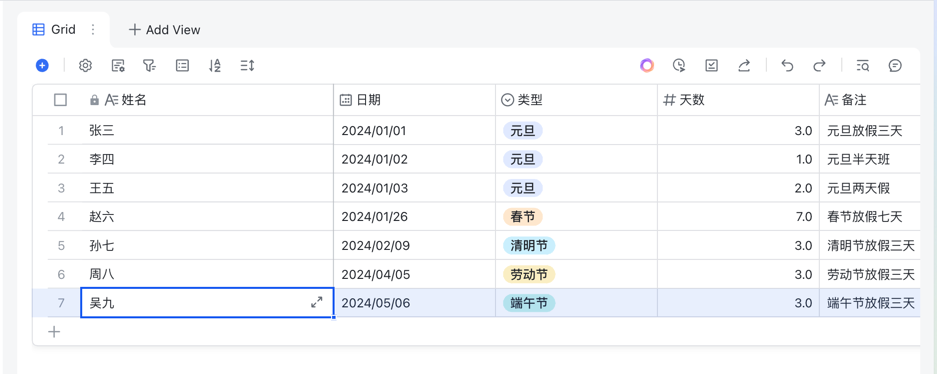 Grid
Add View
姓名 日期 类型 天数 备注
1 张三 2024/01/01 元旦 3.0 元旦放假三天
2 李四 2024/01/02 元旦 1.0 元旦半天班
3 王五 2024/01/03 元旦 2.0 元旦两天假
4 赵六 2024/01/26 春节 7.0 春节放假七天
5 孙七 2024/02/09 清明节 3.0 清明节放假三天
6 周八 2024/04/05 劳动节 3.0 劳动节放假三天
7 吴九 2024/05/06 端午节 3.0 端午节放假三天